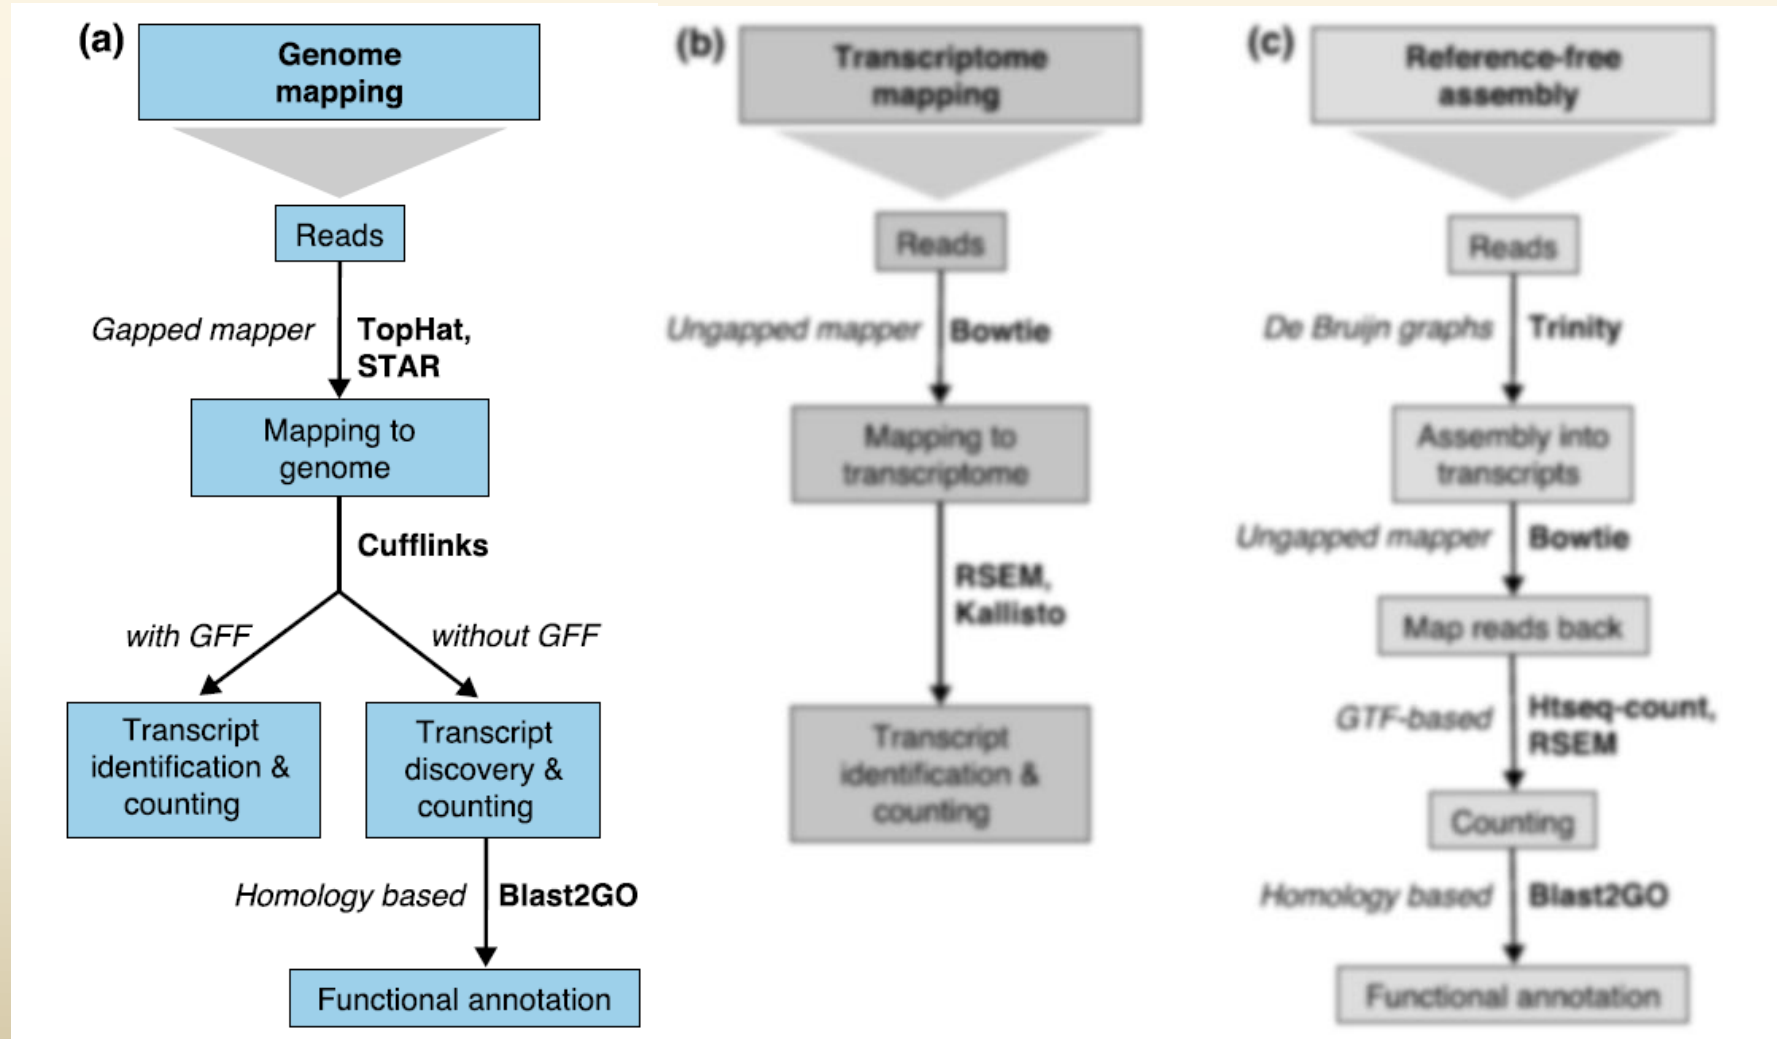 (a)
Genome
mapping
Reads
Gapped mapper
TopHat,
STAR
Mapping to
genome
Cufflinks
with GFF
without GFF
Transcript
identification &
counting
Transcript
discovery &
counting
Homology based
Blast2GO
Functional annotation
(b)
Transcriptome
mapping
Reads
Ungapped mapper
Bowtie
Mapping to
transcriptome
RSEM,
Kallisto
Transcript
identification &
counting
(c)
Reference-free
assembly
Reads
De Bruijn graphs
Trinity
Assembly into
transcripts
Ungapped mapper
Bowtie
Map reads back
GTF-based
Htseq-count,
RSEM
Counting
Homology based
Blast2GO
Functional annotation